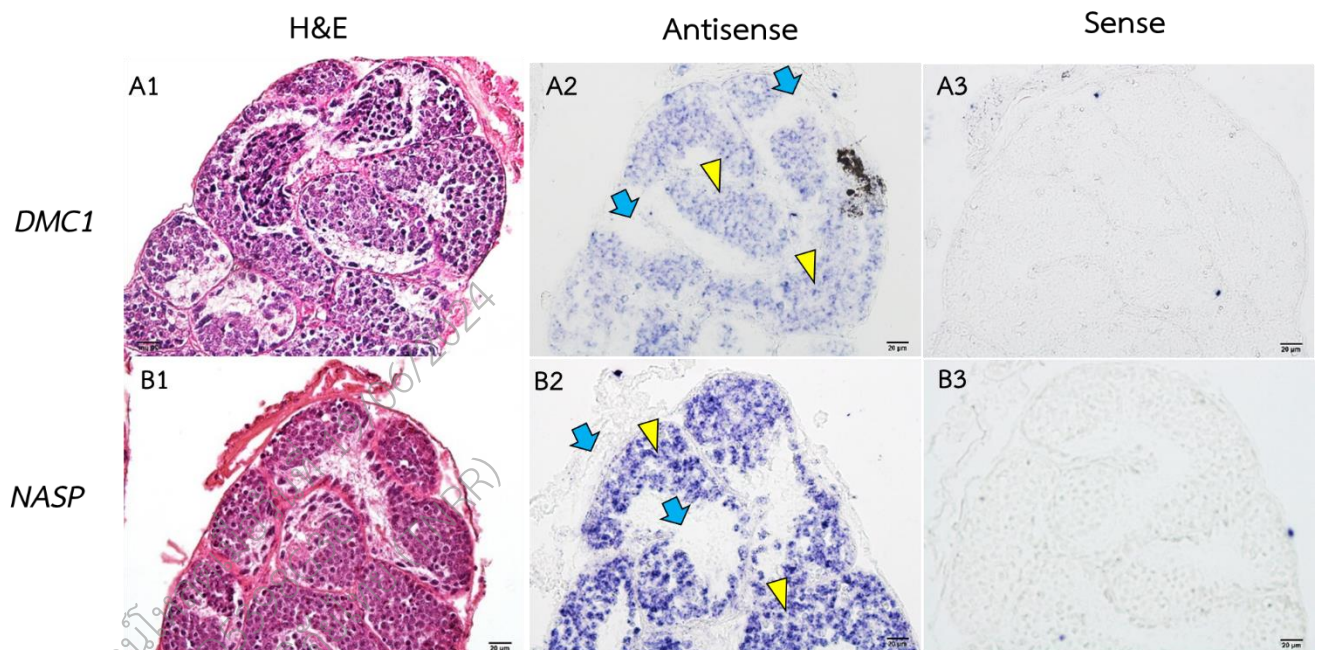 H&E Antisense Sense
A1 A2 A3
DMC1
20 µm 20 µm
B1 B2 B3
NASP
20 µm 20 µm 20 µm